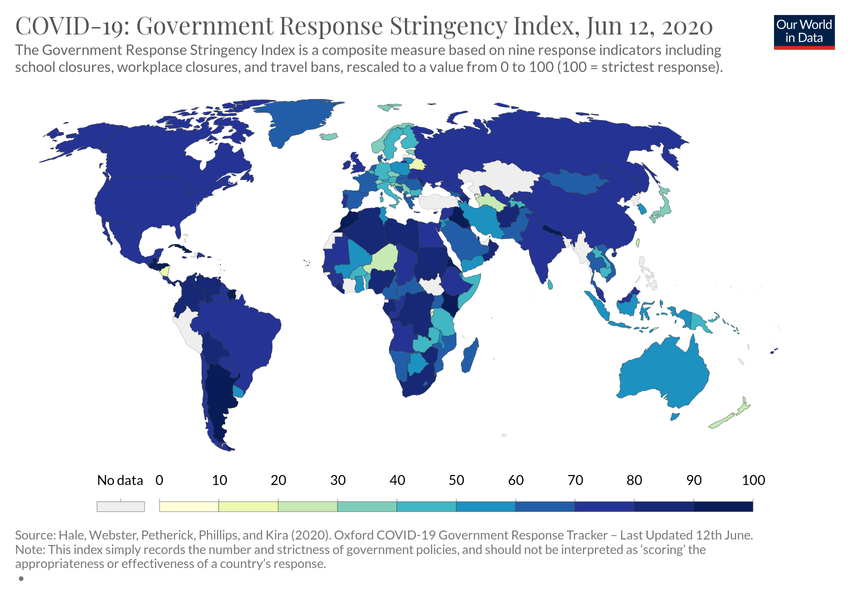 COVID-19: Government Response Stringency Index, Jun 12, 2020
Our World
in Data
The Government Response Stringency Index is a composite measure based on nine response indicators including
school closures, workplace closures, and travel bans, rescaled to a value from 0 to 100 (100 = strictest response).
No data 0 10 20 30 40 50 60 70 80 90 100
Source: Hale, Webster, Petherick, Phillips, and Kira (2020). Oxford COVID-19 Government Response Tracker – Last Updated 12th June.
Note: This index simply records the number and strictness of government policies, and should not be interpreted as ‘scoring’ the
appropriateness or effectiveness of a country’s response.